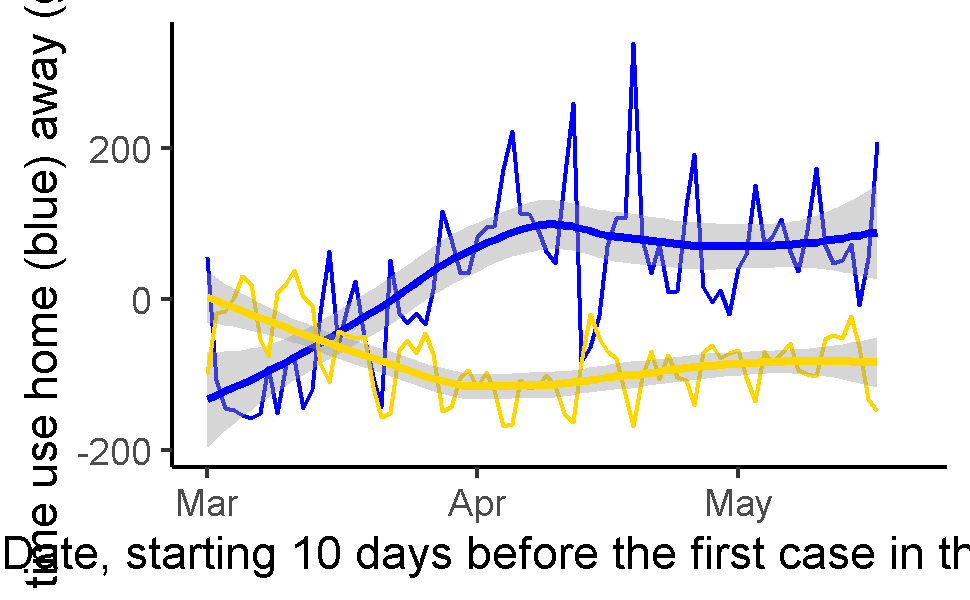 time use home (blue) away (
200
0
-200
Mar Apr May
Date, starting 10 days before the first case in th